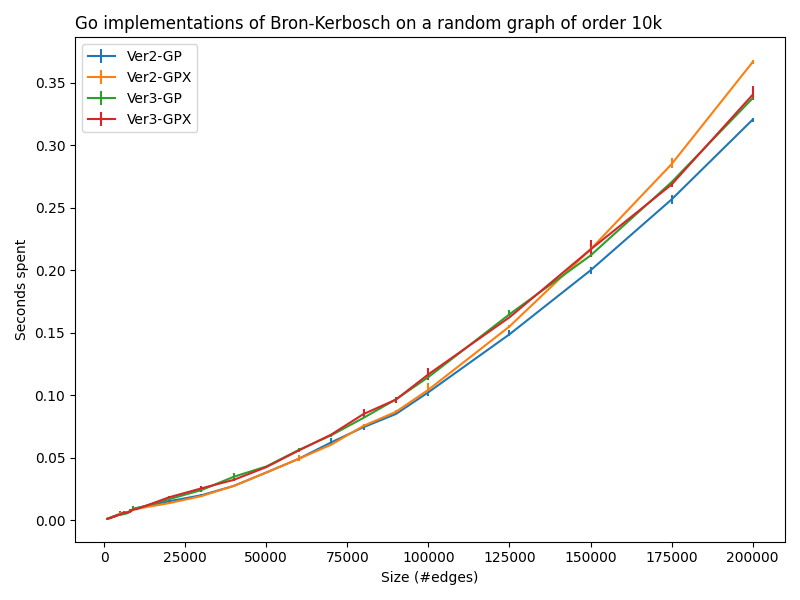 Go implementations of Bron-Kerbosch on a random graph of order 10k
Ver2-GP
Ver2-GPX
Ver3-GP
Ver3-GPX
Seconds spent
0.35
0.30
0.25
0.20
0.15
0.10
0.05
0.00
0 25000 50000 75000 100000 125000 150000 175000 200000
Size (#edges)